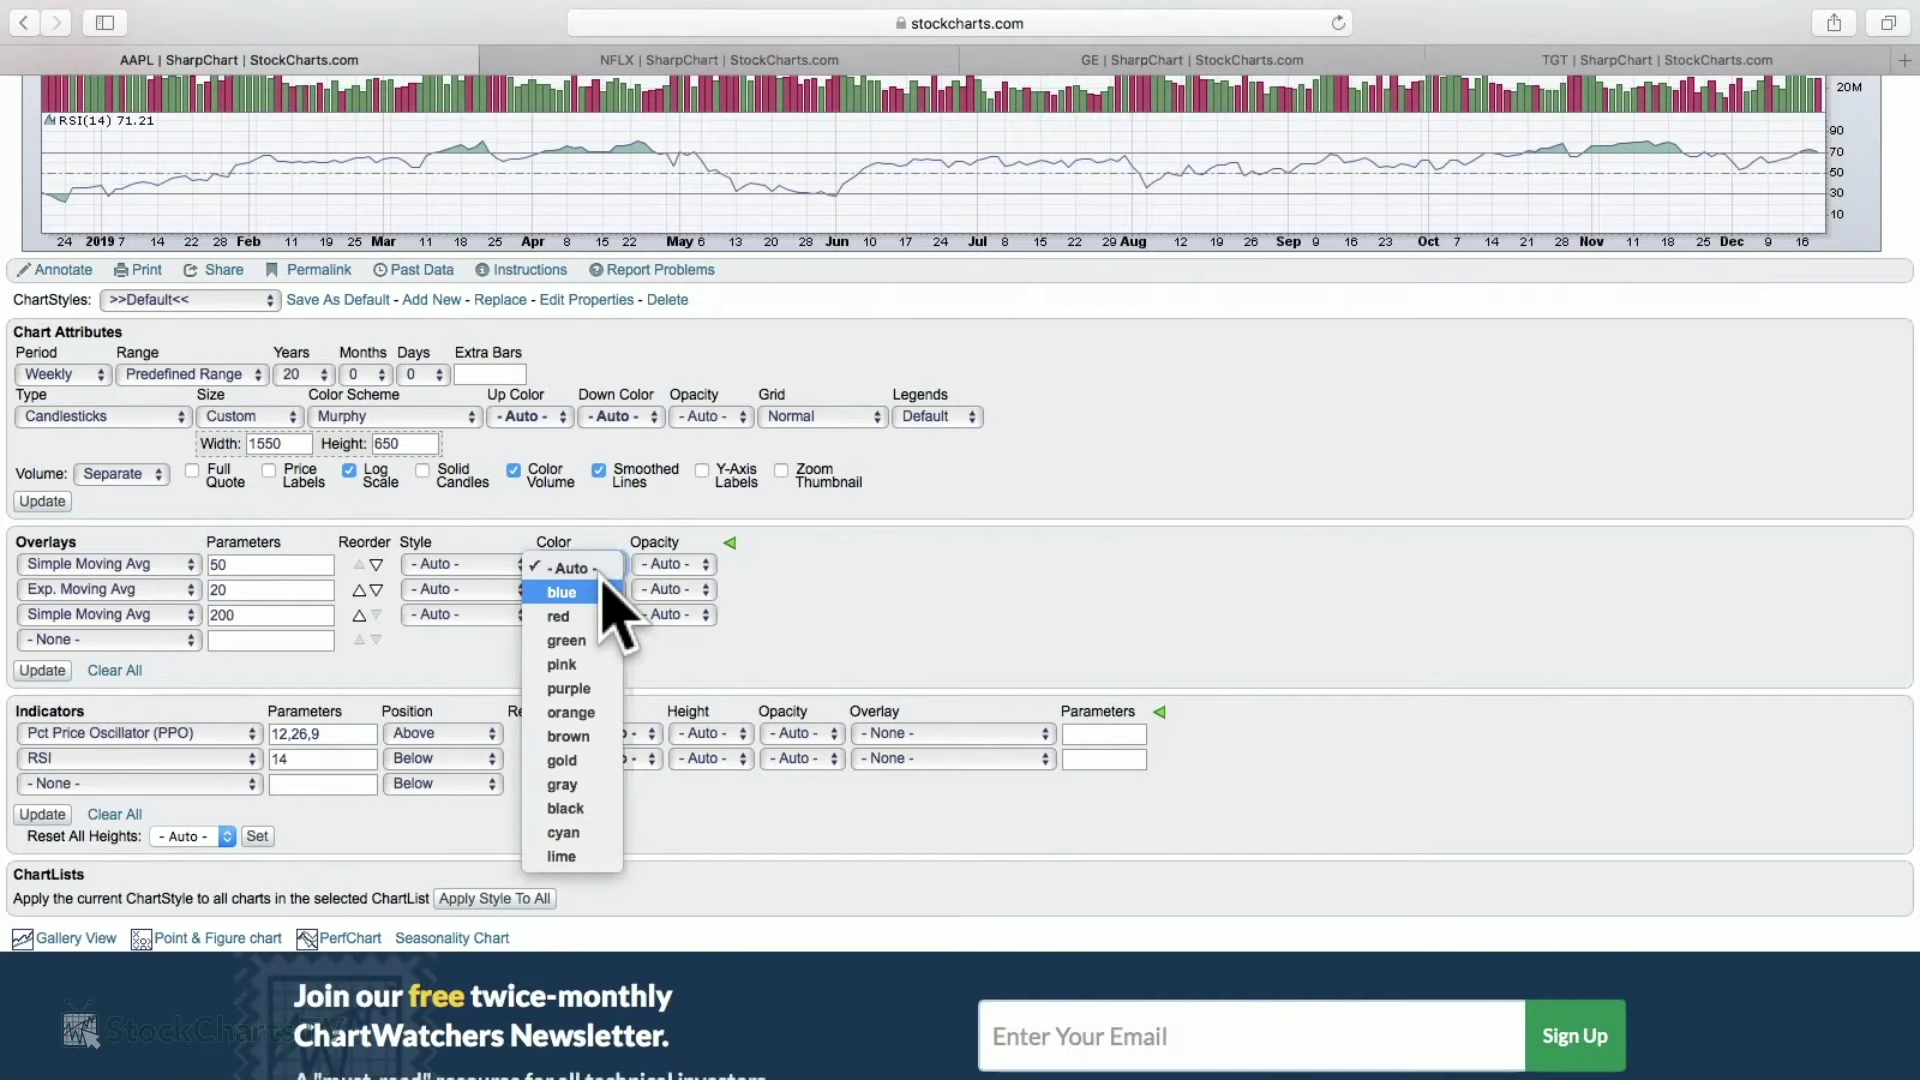 stockcharts.com
AAPL | SharpChart | StockCharts.com
NFLX | SharpChart | StockCharts.com
GE | SharpChart | StockCharts.com
TGT | SharpChart | StockCharts.com
20M
RSI(14) 71.21
90
70
50
30
10
24 2019 7 14 22 28 Feb 11 19 25 Mar 11 18 25 Apr 8 15 22 May 6 13 20 28 Jun 10 17 24 Jul 8 15 22 29 Aug 12 19 26 Sep 9 16 23 Oct 7 14 21 28 Nov 11 18 25 Dec 9 16
Annotate Print Share Permalink Past Data Instructions Report Problems
ChartStyles: >>Default<< Save As Default - Add New - Replace - Edit Properties - Delete
Chart Attributes
Period Range Years Months Days Extra Bars
Weekly Predefined Range 20 0 0
Type Size Color Scheme Up Color Down Color Opacity Grid Legends
Candlesticks Custom Murphy - Auto - - Auto - - Auto - Normal Default
Width: 1550 Height: 650
Volume: Separate Full Quote Price Labels Log Scale Solid Candles Color Volume Smoothed Lines Y-Axis Labels Zoom Thumbnail
Update
Overlays Parameters Reorder Style Color Opacity
Simple Moving Avg 50 - Auto - - Auto -
Exp. Moving Avg 20 - Auto - - Auto -
Simple Moving Avg 200 - Auto - Auto -
- None -
Update Clear All
✓ - Auto -
blue
red
green
pink
purple
orange
brown
gold
gray
black
cyan
lime
Indicators Parameters Position Height Opacity Overlay Parameters
Pct Price Oscillator (PPO) 12,26,9 Above - Auto - - Auto - - None -
RSI 14 Below - Auto - - Auto - - None -
- None - Below
Update Clear All
Reset All Heights: - Auto - Set
ChartLists
Apply the current ChartStyle to all charts in the selected ChartList Apply Style To All
Gallery View Point & Figure chart PerfChart Seasonality Chart
Join our free twice-monthly
ChartWatchers Newsletter.
Enter Your Email
Sign Up
StockCharts
A "must-read" resource for all technical investors